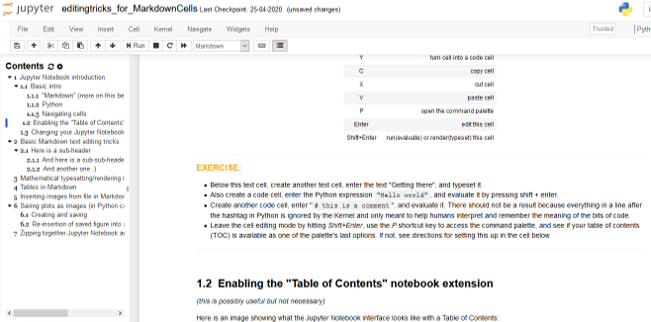 jupyter editingtricks_for_MarkdownCells Last Checkpoint: 25-04-2020 (unsaved changes)
File Edit View Insert Cell Kernel Navigate Widgets Help Trusted Pyth
Run Markdown
Contents
1 Jupyter Notebook introduction
1.1 Basic intro
1.1.1 "Markdown" (more on this be
1.1.2 Python
1.1.3 Navigating cells
1.2 Enabling the "Table of Contents"
1.3 Changing your Jupyter Notebook
2 Basic Markdown text editing tricks
2.1 Here is a sub-header
2.1.1 And here is a sub-sub-heade
2.1.2 And another one :)
3 Mathematical typesetting/rendering i
4 Tables in Markdown
5 Inserting images from file in Markdov
6 Saving plots as images (in Python c
6.1 Creating and saving
6.2 Re-insertion of saved figure into
7 Zipping together Jupyter Notebook a
Y turn cell into a code cell
C copy cell
X cut cell
V paste cell
P open the command palette
Enter edit this cell
Shift+Enter run(evaluate) or render(typeset) this cell
EXERCISE:
• Below this text cell, create another text cell, enter the text "Getting there", and typeset it.
• Also create a code cell, enter the Python expression "Hello world", and evaluate it by pressing shift + enter.
• Create another code cell, enter "# this is a comment", and evaluate it. There should not be a result because everything in a line after
the hashtag in Python is ignored by the Kernel and only meant to help humans interpret and remember the meaning of the bits of code.
• Leave the cell editing mode by hitting Shift+Enter, use the P shortcut key to access the command palette, and see if your table of contents
(TOC) is available as one of the palette's last options. If not, see directions for setting this up in the cell below.
1.2 Enabling the "Table of Contents" notebook extension
(this is possibly useful but not necessary)
Here is an image showing what the Jupyter Notebook interface looks like with a Table of Contents: